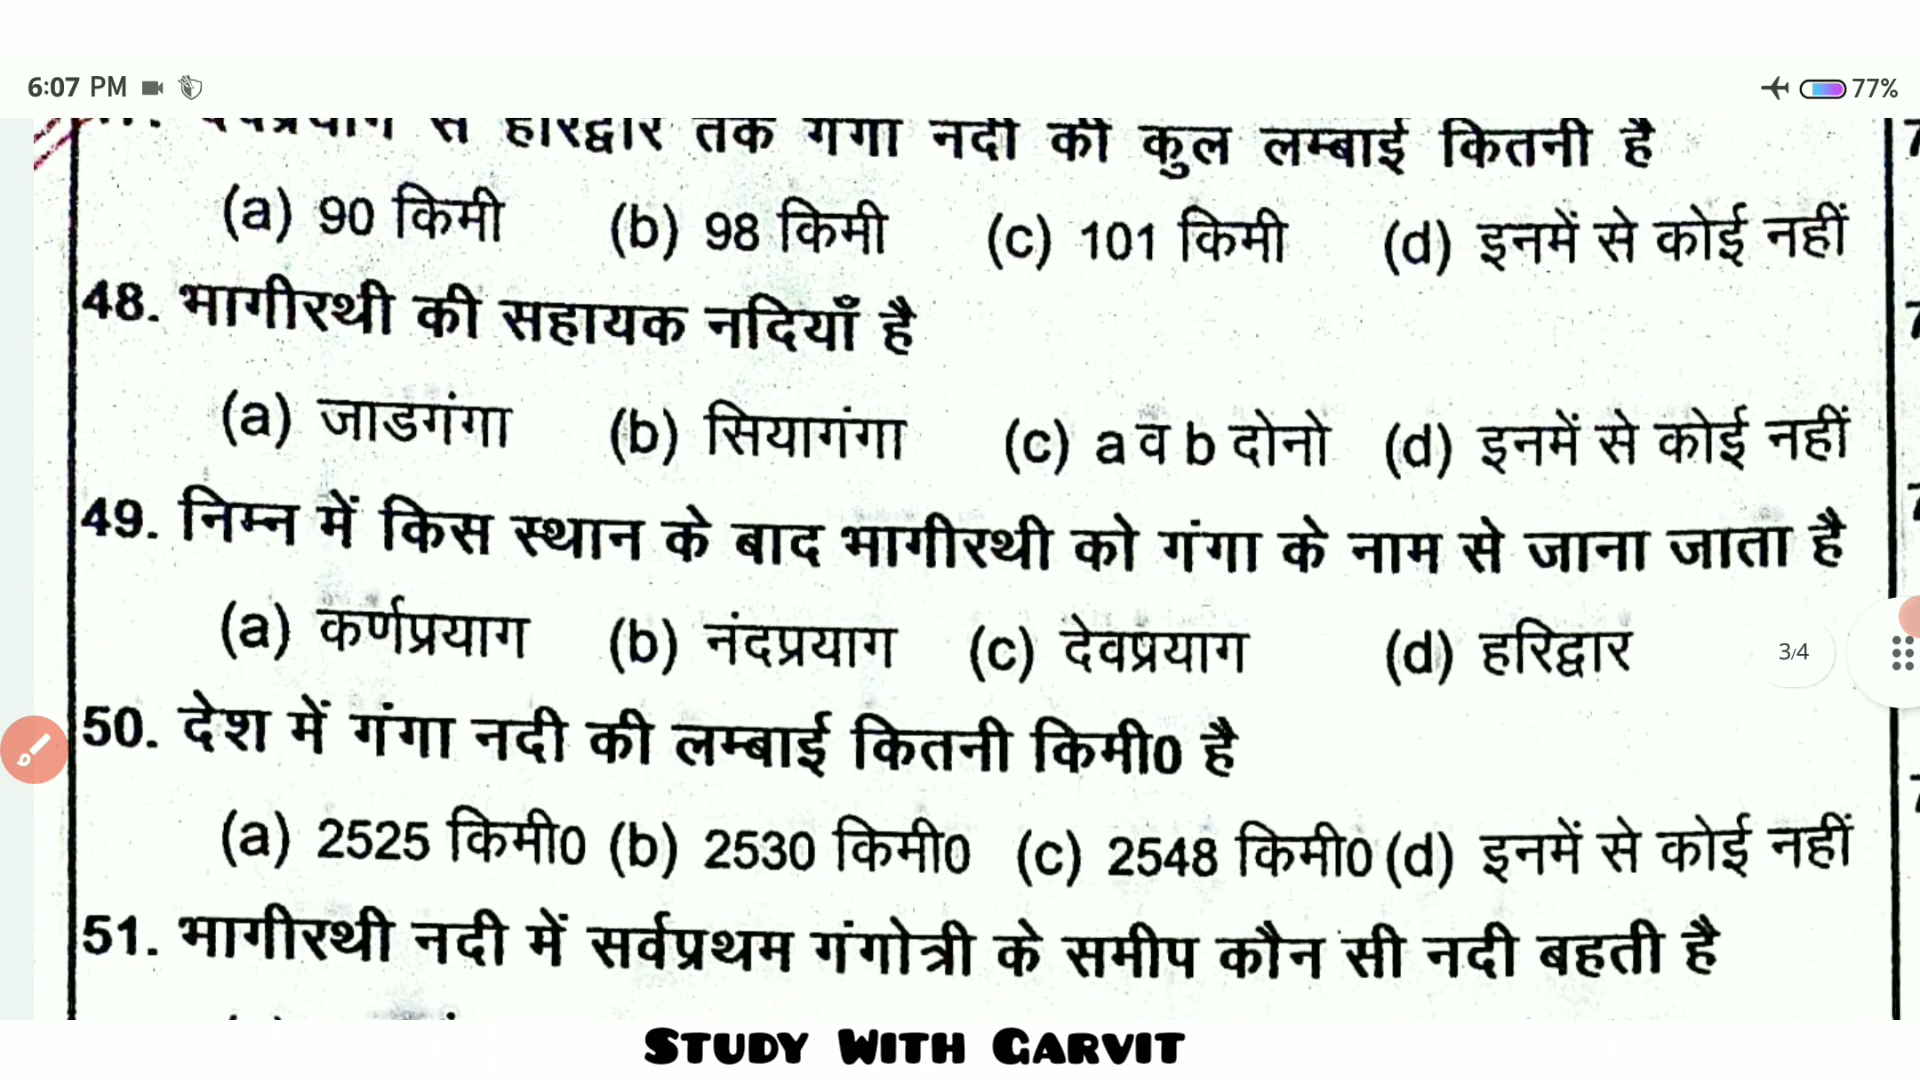 6:07 PM
77%
से हरिद्वार तक गंगा नदी की कुल लम्बाई कितनी है
(a) 90 किमी (b) 98 किमी (c) 101 किमी (d) इनमें से कोई नहीं
48. भागीरथी की सहायक नदियाँ है
(a) जाडगंगा (b) सियागंगा (c) a व b दोनो (d) इनमें से कोई नहीं
49. निम्न में किस स्थान के बाद भागीरथी को गंगा के नाम से जाना जाता है
(a) कर्णप्रयाग (b) नंदप्रयाग (c) देवप्रयाग (d) हरिद्वार
3/4
50. देश में गंगा नदी की लम्बाई कितनी किमी0 है
(a) 2525 किमी0 (b) 2530 किमी0 (c) 2548 किमी0 (d) इनमें से कोई नहीं
51. भागीरथी नदी में सर्वप्रथम गंगोत्री के समीप कौन सी नदी बहती है
STUDY WITH GARVIT